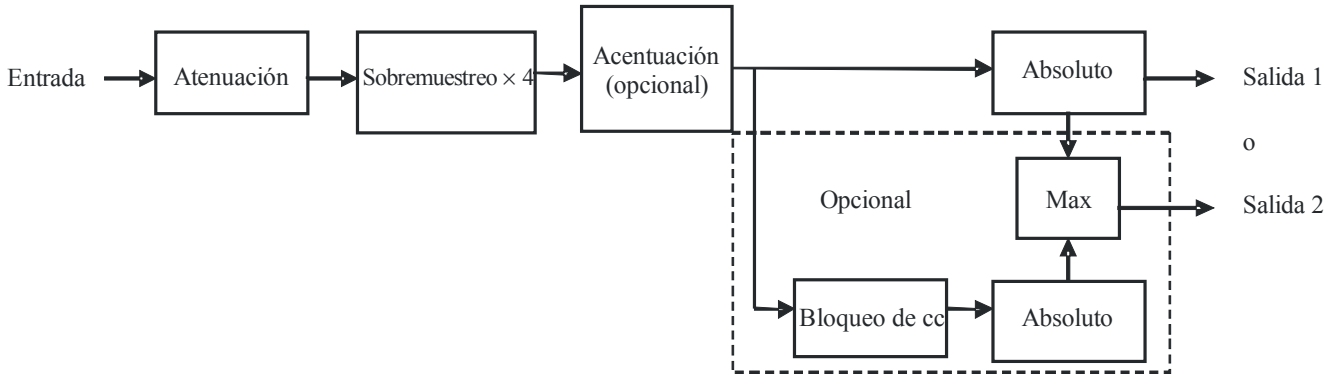 Entrada
Atenuación
Sobremuestreo × 4
Acentuación
(opcional)
Absoluto
Salida 1
o
Opcional
Max
Salida 2
Bloqueo de cc
Absoluto